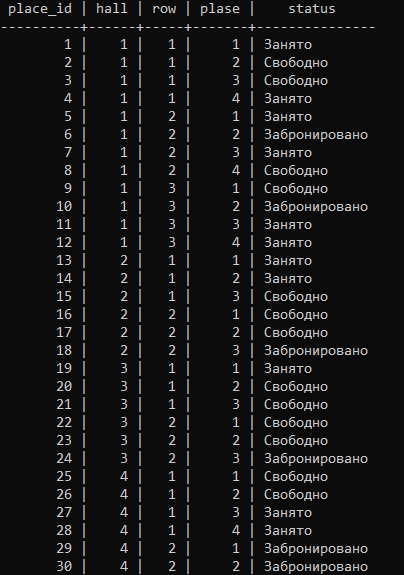 place_id | hall | row | plase | status
----------+------+-----+-------+--------------
1 | 1 | 1 | 1 | Занято
2 | 1 | 1 | 2 | Свободно
3 | 1 | 1 | 3 | Свободно
4 | 1 | 1 | 4 | Занято
5 | 1 | 2 | 1 | Занято
6 | 1 | 2 | 2 | Забронировано
7 | 1 | 2 | 3 | Занято
8 | 1 | 2 | 4 | Свободно
9 | 1 | 3 | 1 | Свободно
10 | 1 | 3 | 2 | Забронировано
11 | 1 | 3 | 3 | Занято
12 | 1 | 3 | 4 | Занято
13 | 2 | 1 | 1 | Занято
14 | 2 | 1 | 2 | Занято
15 | 2 | 1 | 3 | Свободно
16 | 2 | 2 | 1 | Свободно
17 | 2 | 2 | 2 | Свободно
18 | 2 | 2 | 3 | Забронировано
19 | 3 | 1 | 1 | Занято
20 | 3 | 1 | 2 | Свободно
21 | 3 | 1 | 3 | Свободно
22 | 3 | 2 | 1 | Свободно
23 | 3 | 2 | 2 | Свободно
24 | 3 | 2 | 3 | Забронировано
25 | 4 | 1 | 1 | Свободно
26 | 4 | 1 | 2 | Свободно
27 | 4 | 1 | 3 | Занято
28 | 4 | 1 | 4 | Занято
29 | 4 | 2 | 1 | Забронировано
30 | 4 | 2 | 2 | Забронировано